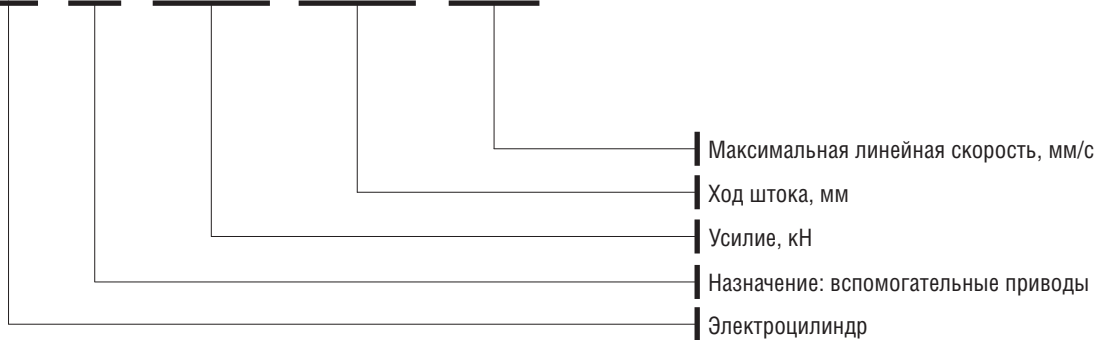 Максимальная линейная скорость, мм/с
Ход штока, мм
Усилие, кН
Назначение: вспомогательные приводы
Электроцилиндр